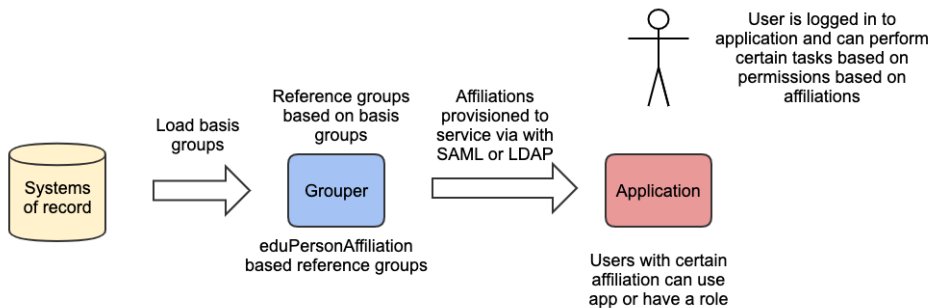 User is logged in to
application and can perform
certain tasks based on
permissions based on
affiliations
Load basis
groups
Reference groups
based on basis
groups
Affiliations
provisioned to
service via with
SAML or LDAP
Systems
of record
Grouper
Application
eduPersonAffiliation
based reference groups
Users with certain
affiliation can use
app or have a role